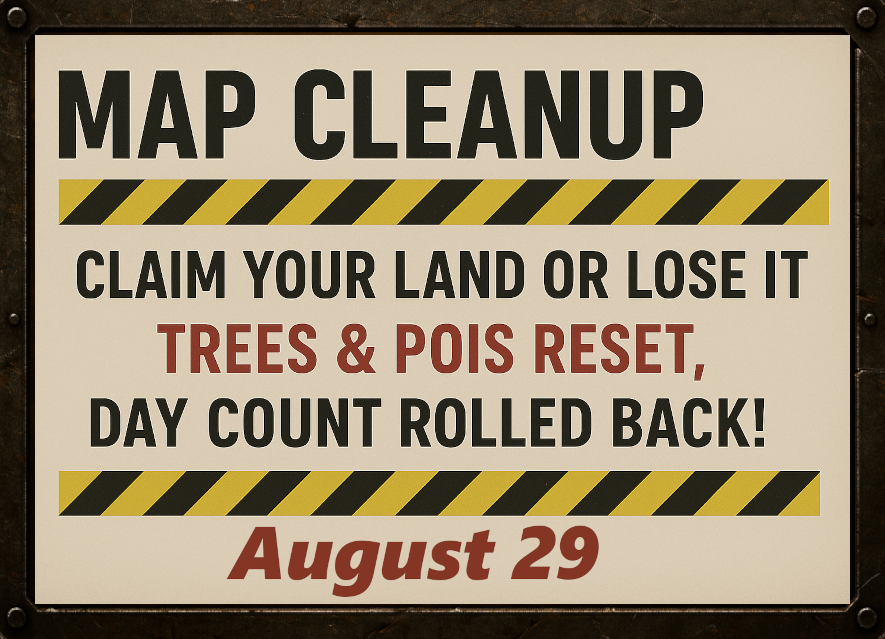 MAP CLEANUP
CLAIM YOUR LAND OR LOSE IT
TREES & POIS RESET,
DAY COUNT ROLLED BACK!
August 29